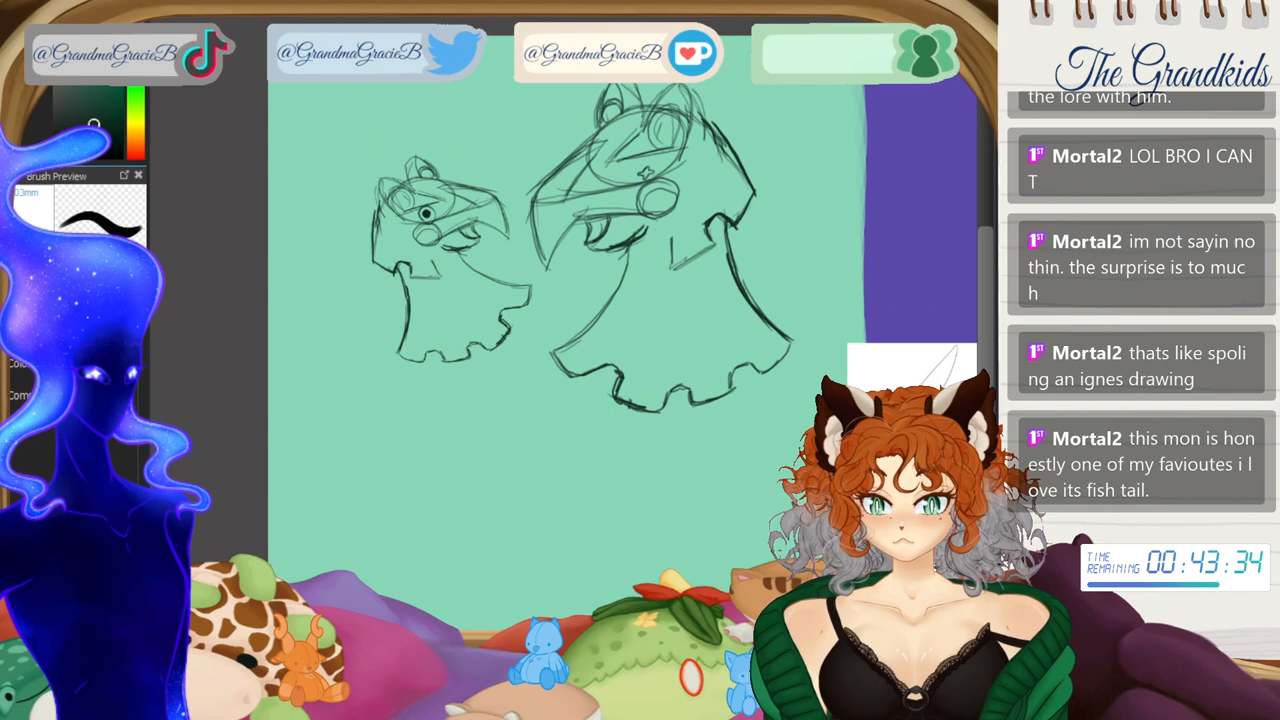 @GrandmaGracieB
@GrandmaGracieB
@GrandmaGracieB
The Grandkids
the lore with him.
Mortal2 LOL BRO I CAN
T
Mortal2 im not sayin no
thin. the surprise is to muc
h
Mortal2 thats like spoli
ng an ignes drawing
Mortal2 this mon is hon
estly one of my favioutes i l
ove its fish tail.
TIME
REMAINING 00:43:34
Brush Preview
03mm